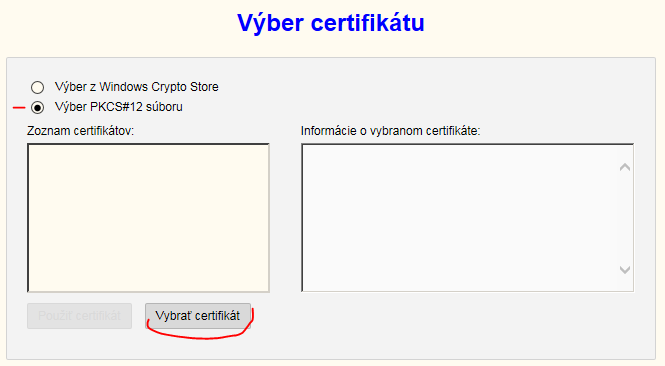 Výber certifikátu
Výber z Windows Crypto Store
Výber PKCS#12 súboru
Zoznam certifikátov:
Informácie o vybranom certifikáte:
Použiť certifikát
Vybrať certifikát